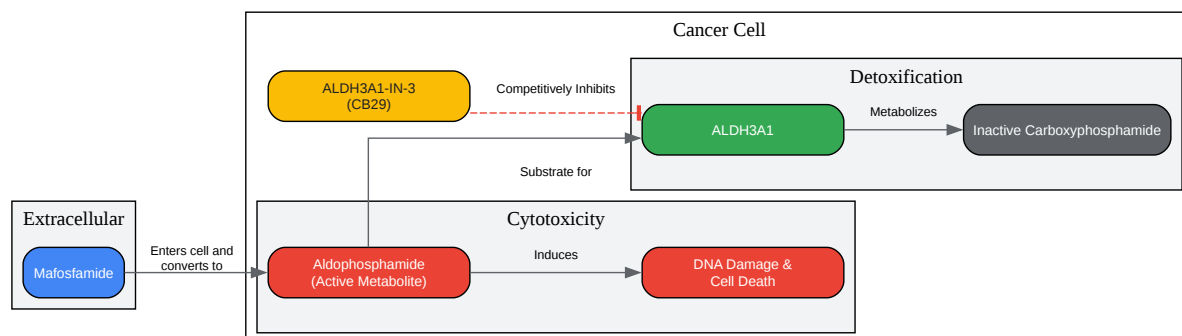 Cancer Cell
Detoxification
ALDH3A1-IN-3
(CB29)
Competitively Inhibits
ALDH3A1
Metabolizes
Inactive Carboxyphosphamide
Substrate for
Extracellular
Mafosfamide
Enters cell and
converts to
Cytotoxicity
Aldophosphamide
(Active Metabolite)
Induces
DNA Damage &
Cell Death